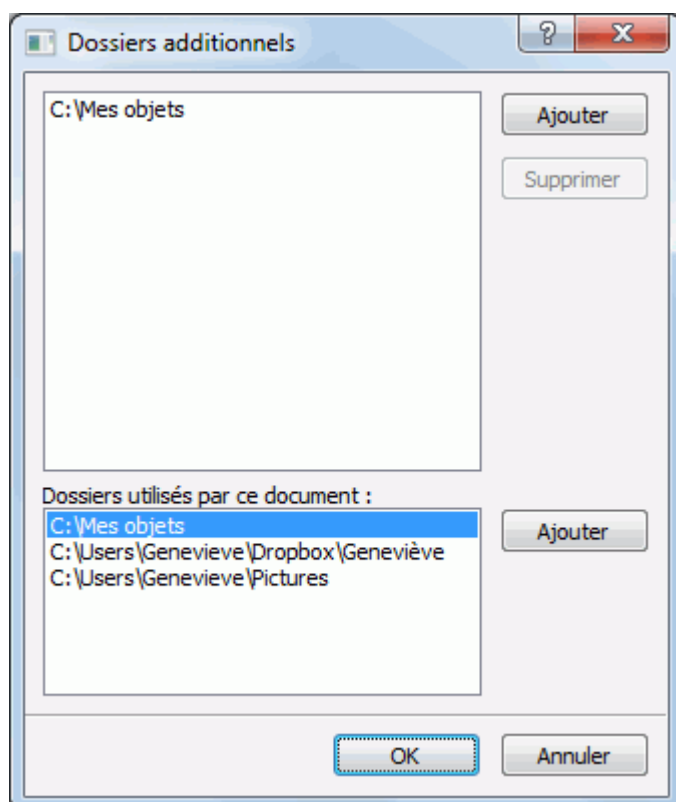 Dossiers additionnels
?
C:\Mes objets
Ajouter
Supprimer
Dossiers utilisés par ce document :
C:\Mes objets
C:\Users\Genevieve\Dropbox\Geneviève
C:\Users\Genevieve\Pictures
Ajouter
OK
Annuler